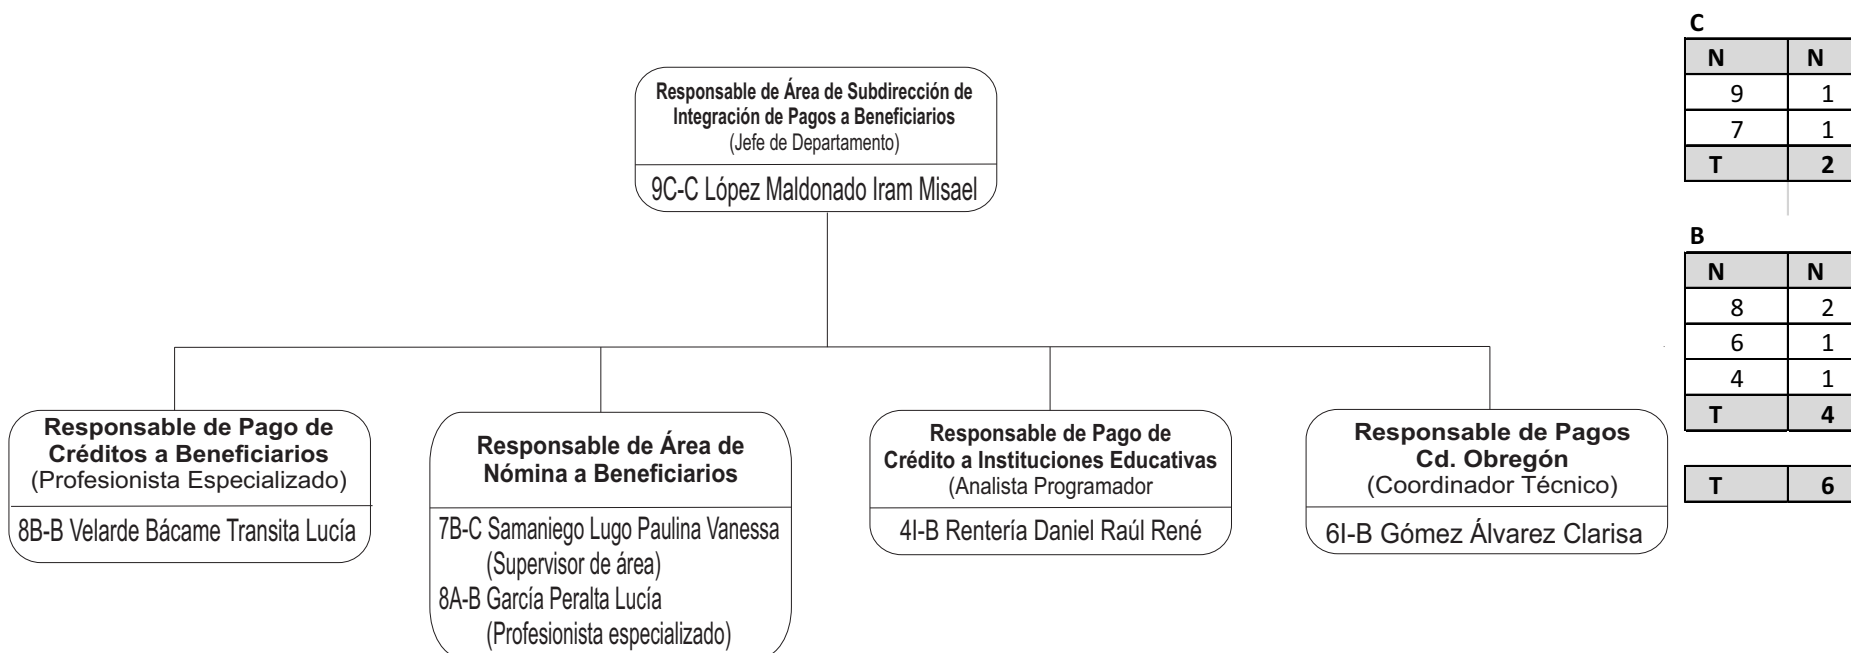 Responsable de Área de Subdirección de
Integración de Pagos a Beneficiarios
(Jefe de Departamento)
9C-C López Maldonado Iram Misael
Responsable de Pago de
Créditos a Beneficiarios
(Profesionista Especializado)
8B-B Velarde Bácame Transita Lucía
Responsable de Área de
Nómina a Beneficiarios
7B-C Samaniego Lugo Paulina Vanessa
(Supervisor de área)
8A-B García Peralta Lucía
(Profesionista especializado)
Responsable de Pago de
Crédito a Instituciones Educativas
(Analista Programador
4I-B Rentería Daniel Raúl René
Responsable de Pagos
Cd. Obregón
(Coordinador Técnico)
6I-B Gómez Álvarez Clarisa
C
N N
9 1
7 1
T 2
B
N N
8 2
6 1
4 1
T 4
T 6